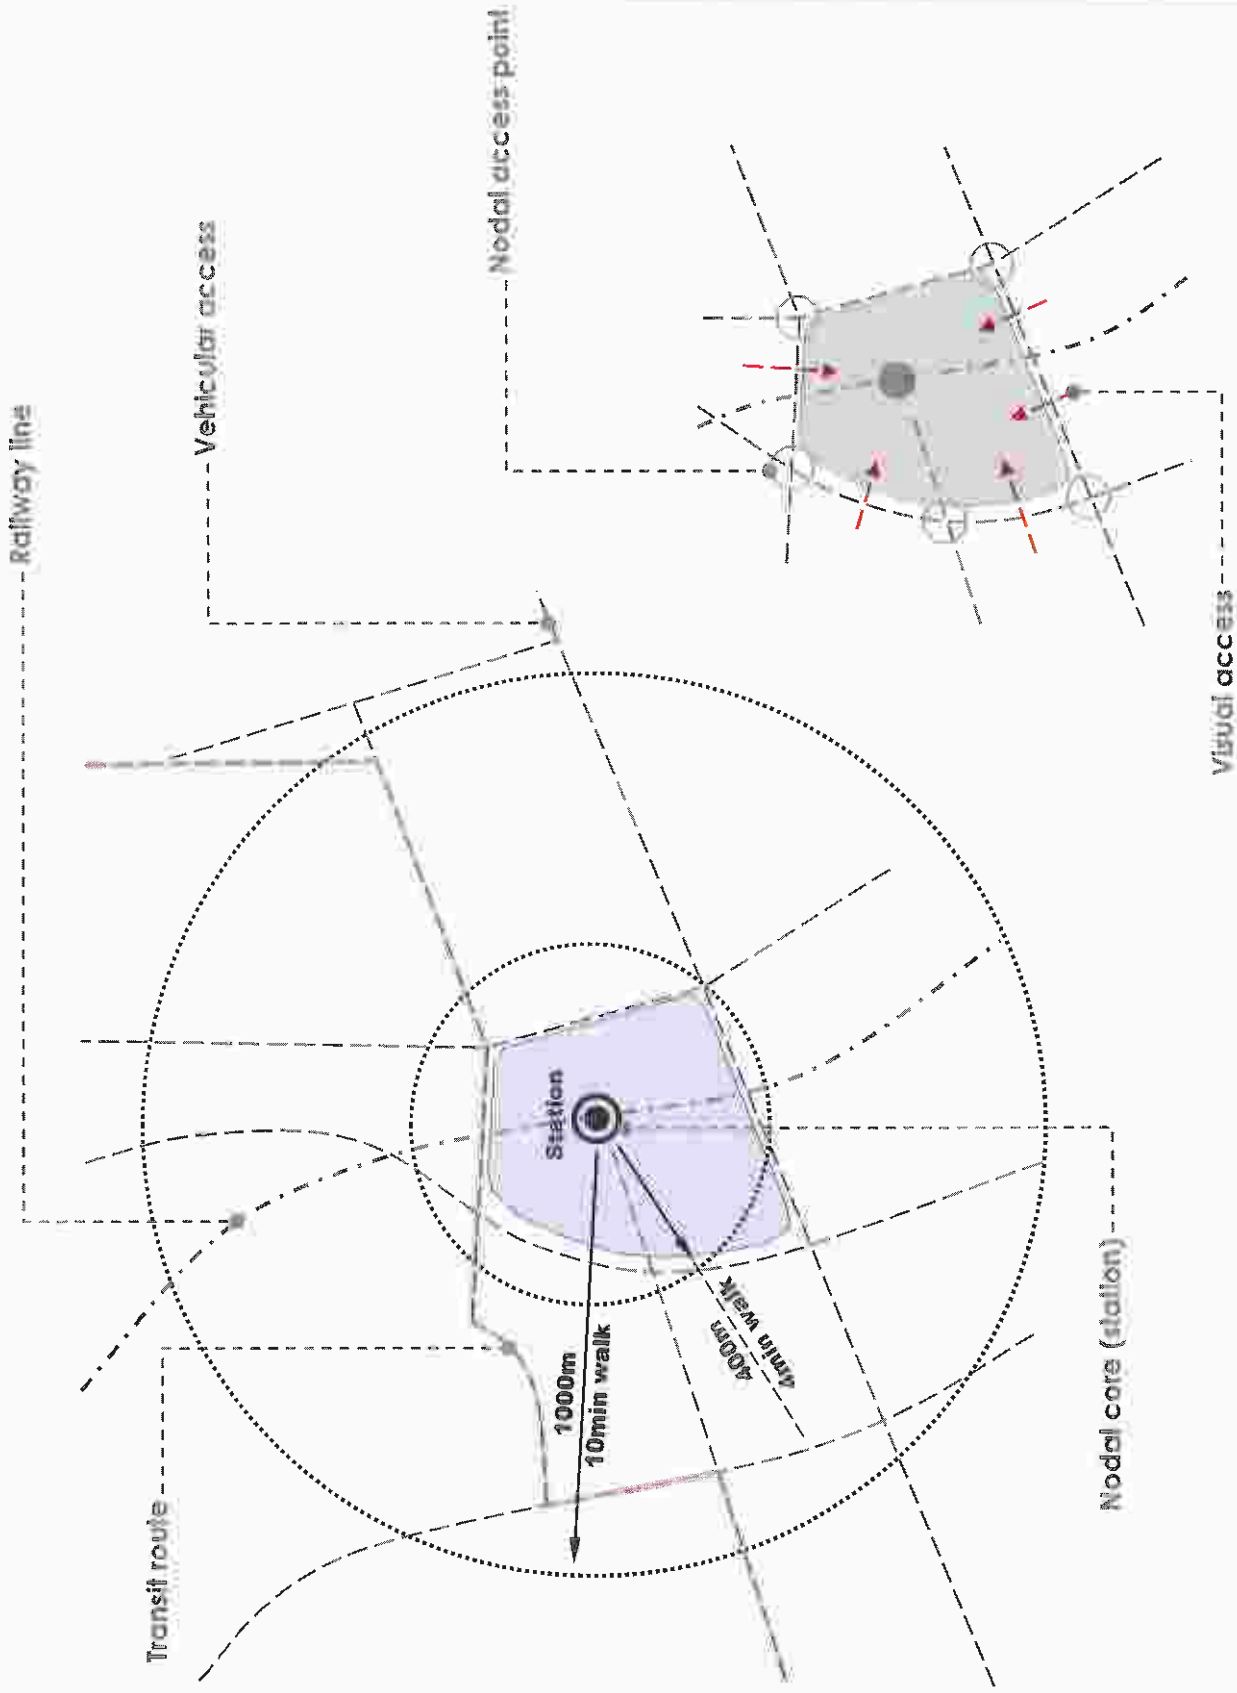 Railway line
Vehicular access
Nodal access point
Transit route
Station
1000m
10min walk
400m
4min walk
Nodal core (station)
Visual access